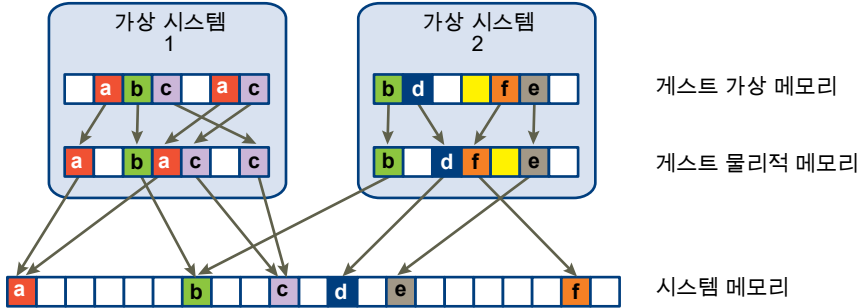 가상 시스템
1
가상 시스템
2
a b c a c
b d f e
게스트 가상 메모리
a b a c c
b d f e
게스트 물리적 메모리
a b c d e f
시스템 메모리